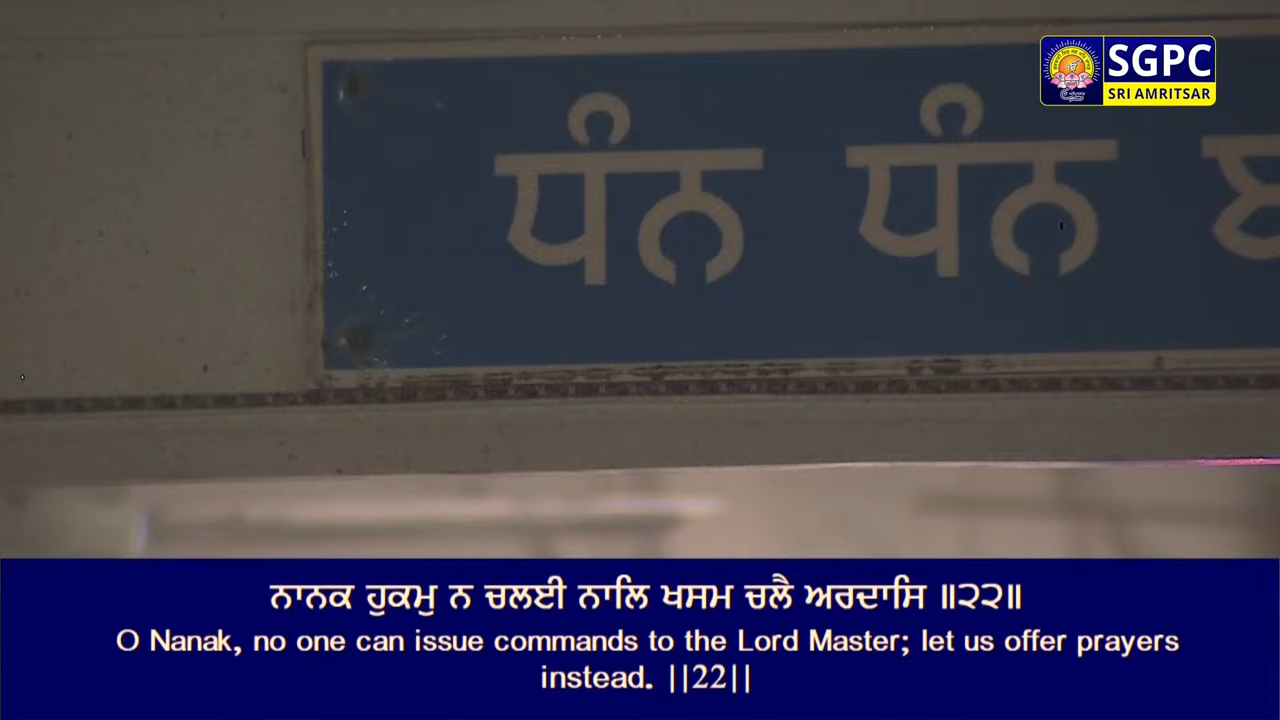 SGPC
SRI AMRITSAR
ਧੰਨ ਧੰਨ
ਨਾਨਕ ਹੁਕਮੁ ਨ ਚਲਈ ਨਾਲਿ ਖਸਮ ਚਲੈ ਅਰਦਾਸਿ ॥੨੨॥
O Nanak, no one can issue commands to the Lord Master; let us offer prayers
instead. ||22||